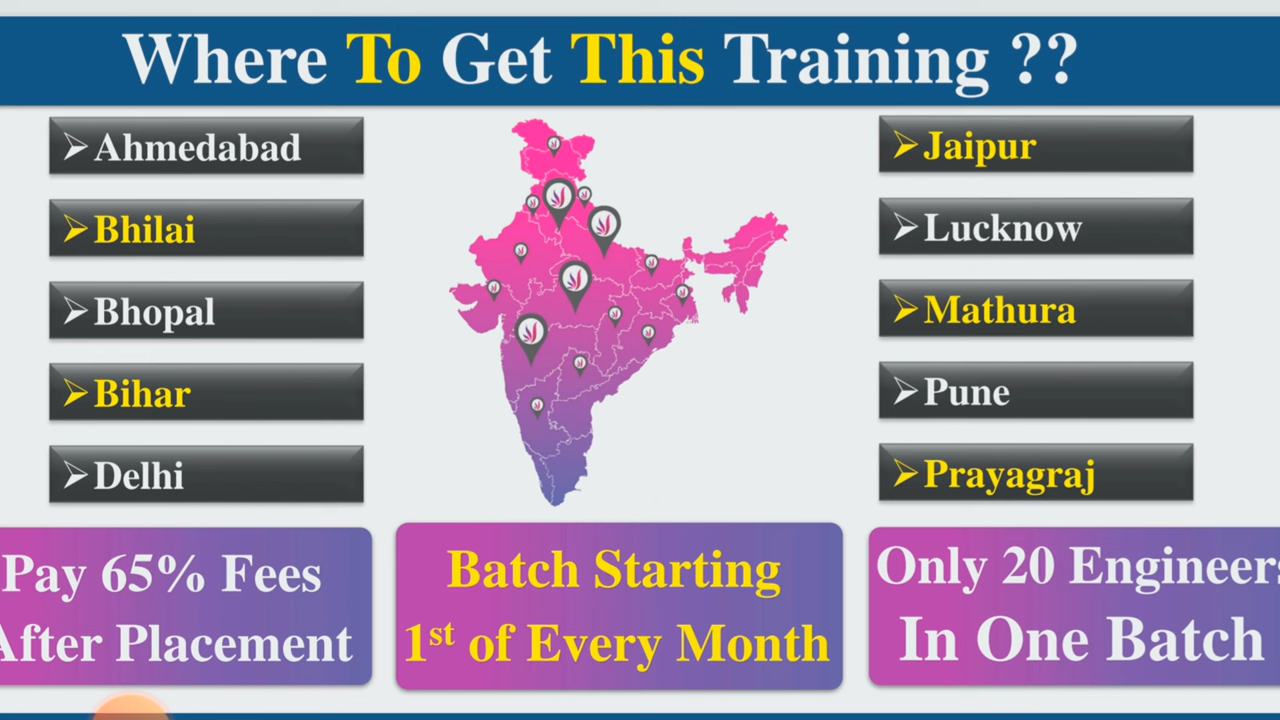 Where To Get This Training ??
Ahmedabad
Bhilai
Bhopal
Bihar
Delhi
Jaipur
Lucknow
Mathura
Pune
Prayagraj
Pay 65% Fees
After Placement
Batch Starting
1st of Every Month
Only 20 Engineers
In One Batch